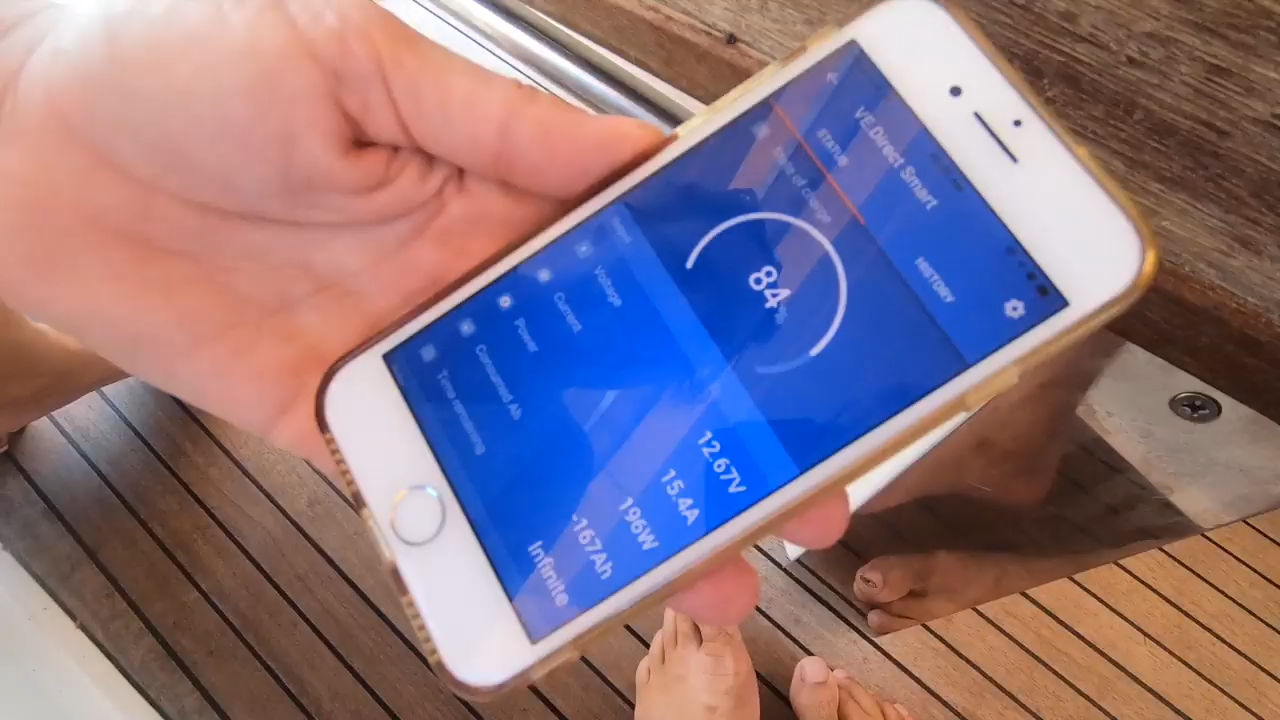 VE.Direct Smart
STATUS
HISTORY
State of charge
84%
Voltage 12.67V
Current 15.4A
Power 196W
Consumed Ah -167Ah
Time remaining Infinite